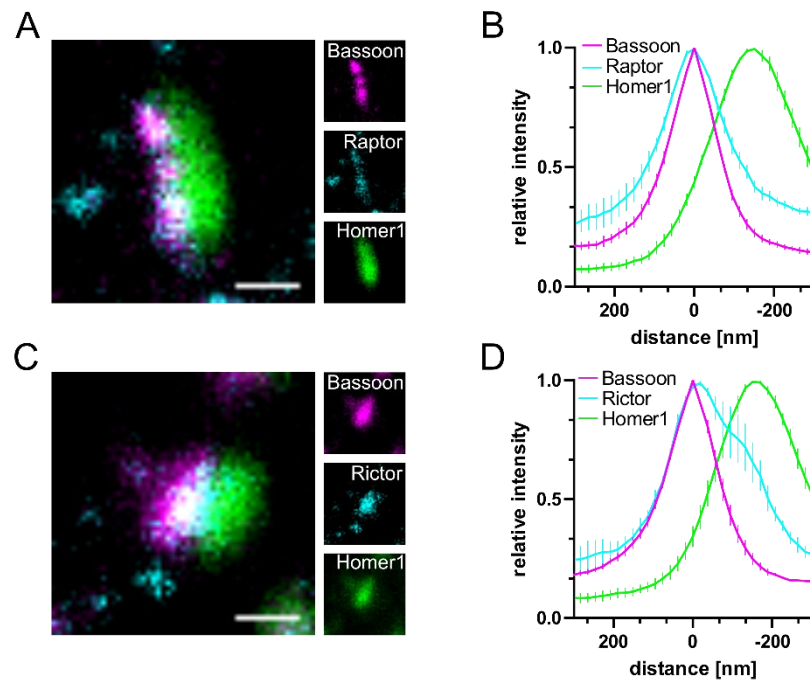 A
Bassoon
Raptor
Homer1
B
Bassoon
Raptor
Homer1
1.0
0.5
0.0
relative intensity
200 0 -200
distance [nm]
C
Bassoon
Rictor
Homer1
D
Bassoon
Rictor
Homer1
1.0
0.5
0.0
relative intensity
200 0 -200
distance [nm]